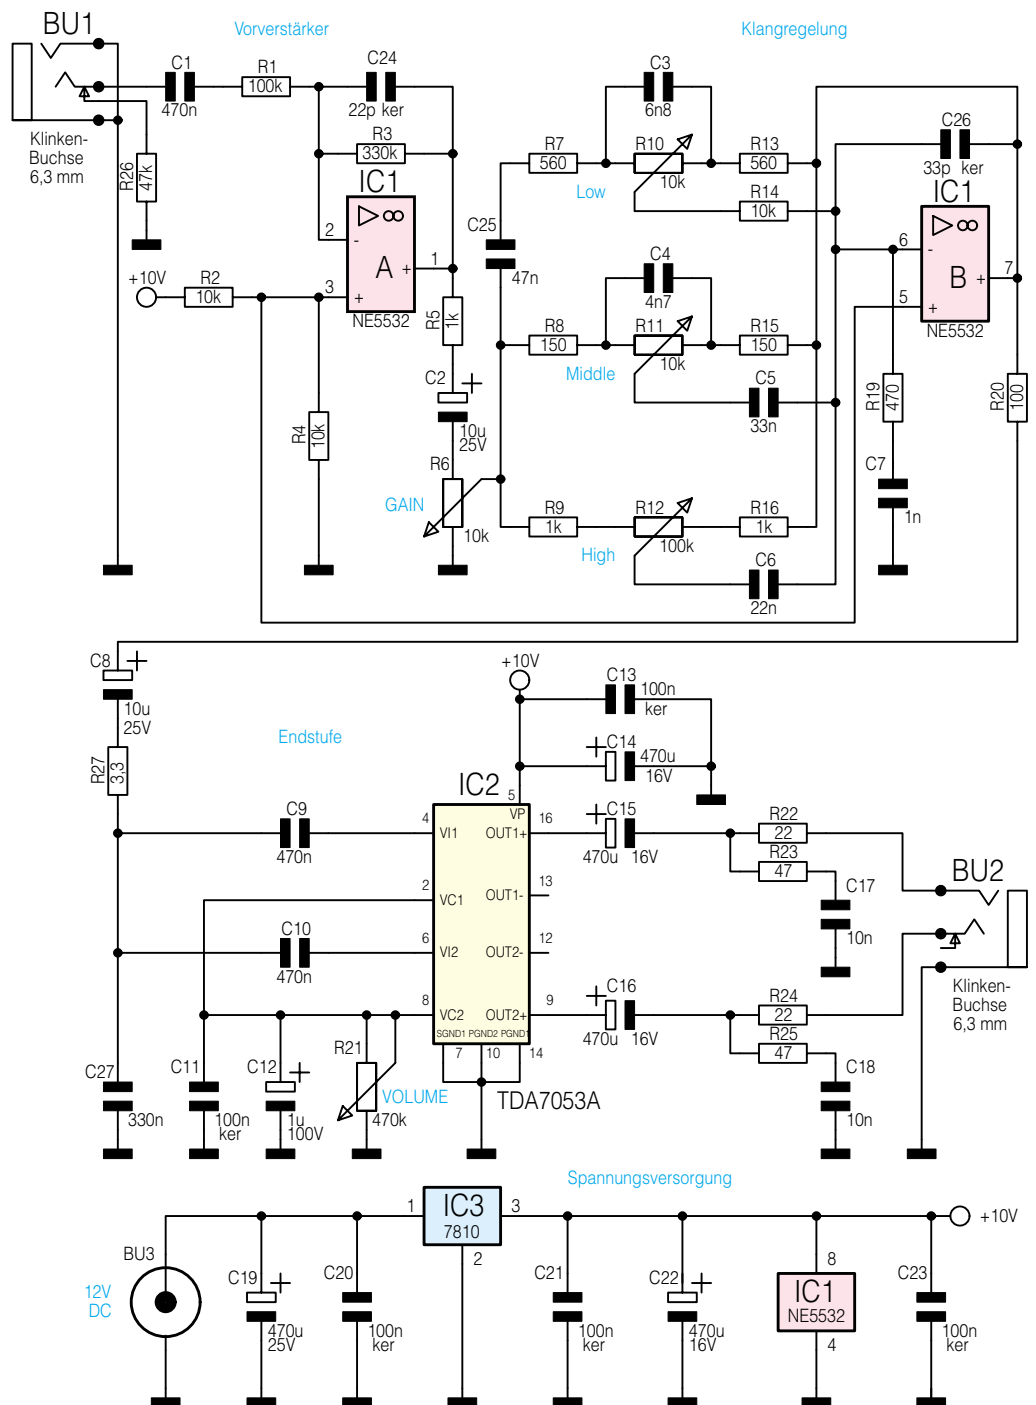 BU1
Vorverstärker
Klangregelung
C1
470n
R1
100k
C24
22p ker
R3
330k
Klinken-
Buchse
6,3 mm
R26
47k
IC1
2
-
A
+
1
3
+
NE5532
+10V
R2
10k
R4
10k
R5
1k
C2
+
10u
25V
R6
GAIN
10k
C3
6n8
R7
560
R10
10k
R13
560
Low
R14
10k
C25
47n
C4
4n7
R8
150
R11
10k
R15
150
Middle
C5
33n
R9
1k
R12
100k
R16
1k
High
C6
22n
C26
33p ker
IC1
6
-
B
+
7
5
+
NE5532
R19
470
R20
100
C7
1n
C8
+
10u
25V
Endstufe
R27
3,3
+10V
C13
100n
ker
C14
+
470u
16V
IC2
5
VP
C9
470n
4
VI1
OUT1+
16
2
VC1
OUT1-
13
C10
470n
6
VI2
OUT2-
12
8
VC2
OUT2+
9
SGND1 PGND2 PGND1
7
10
14
TDA7053A
C15
+
470u
16V
R22
22
R23
47
C17
10n
BU2
Klinken-
Buchse
6,3 mm
C16
+
470u
16V
R24
22
R25
47
C18
10n
C27
330n
C11
100n
ker
C12
+
1u
100V
R21
VOLUME
470k
Spannungsversorgung
BU3
12V
DC
C19
+
470u
25V
C20
100n
ker
1
IC3
7810
3
2
C21
100n
ker
C22
+
470u
16V
8
IC1
NE5532
4
C23
100n
ker
+10V